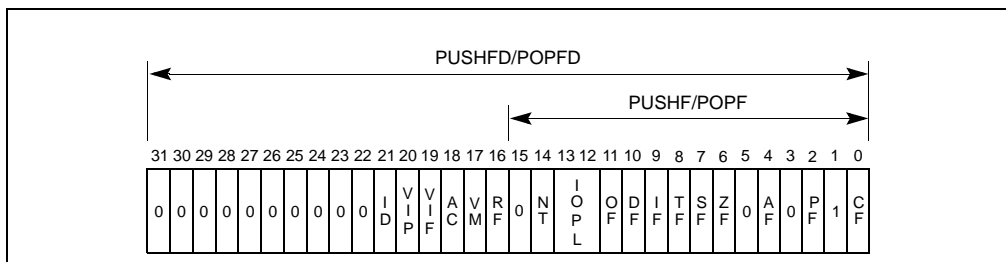 PUSHFD/POPFD
PUSHF/POPF
31 30 29 28 27 26 25 24 23 22 21 20 19 18 17 16 15 14 13 12 11 10 9 8 7 6 5 4 3 2 1 0
0 0 0 0 0 0 0 0 0 0 ID VIP VIF AC VM RF 0 NT IOPL OF DF IF TF SF ZF 0 AF 0 PF 1 CF